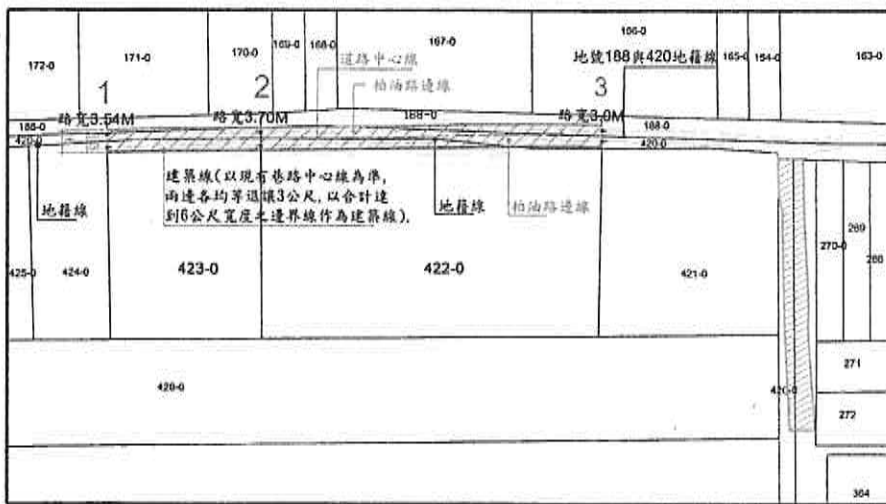 172-0 171-0 170-0 169-0 168-0 167-0 166-0 165-0 164-0 163-0
道路中心線
柏油路邊線
地號188與420地籍線
1 2 3
路寬3.54M 路寬3.70M 168-0 路寬3.0M
188-0 188-0
420-0 420-0
建築線(以現有巷路中心線為準,
兩邊各均等退讓3公尺,以合計達
到6公尺寬度之邊界線作為建築線).
地籍線 地籍線 柏油路邊線
425-0 424-0 423-0 422-0 421-0 270-0 269 268
271
428-0 420-0
272
304